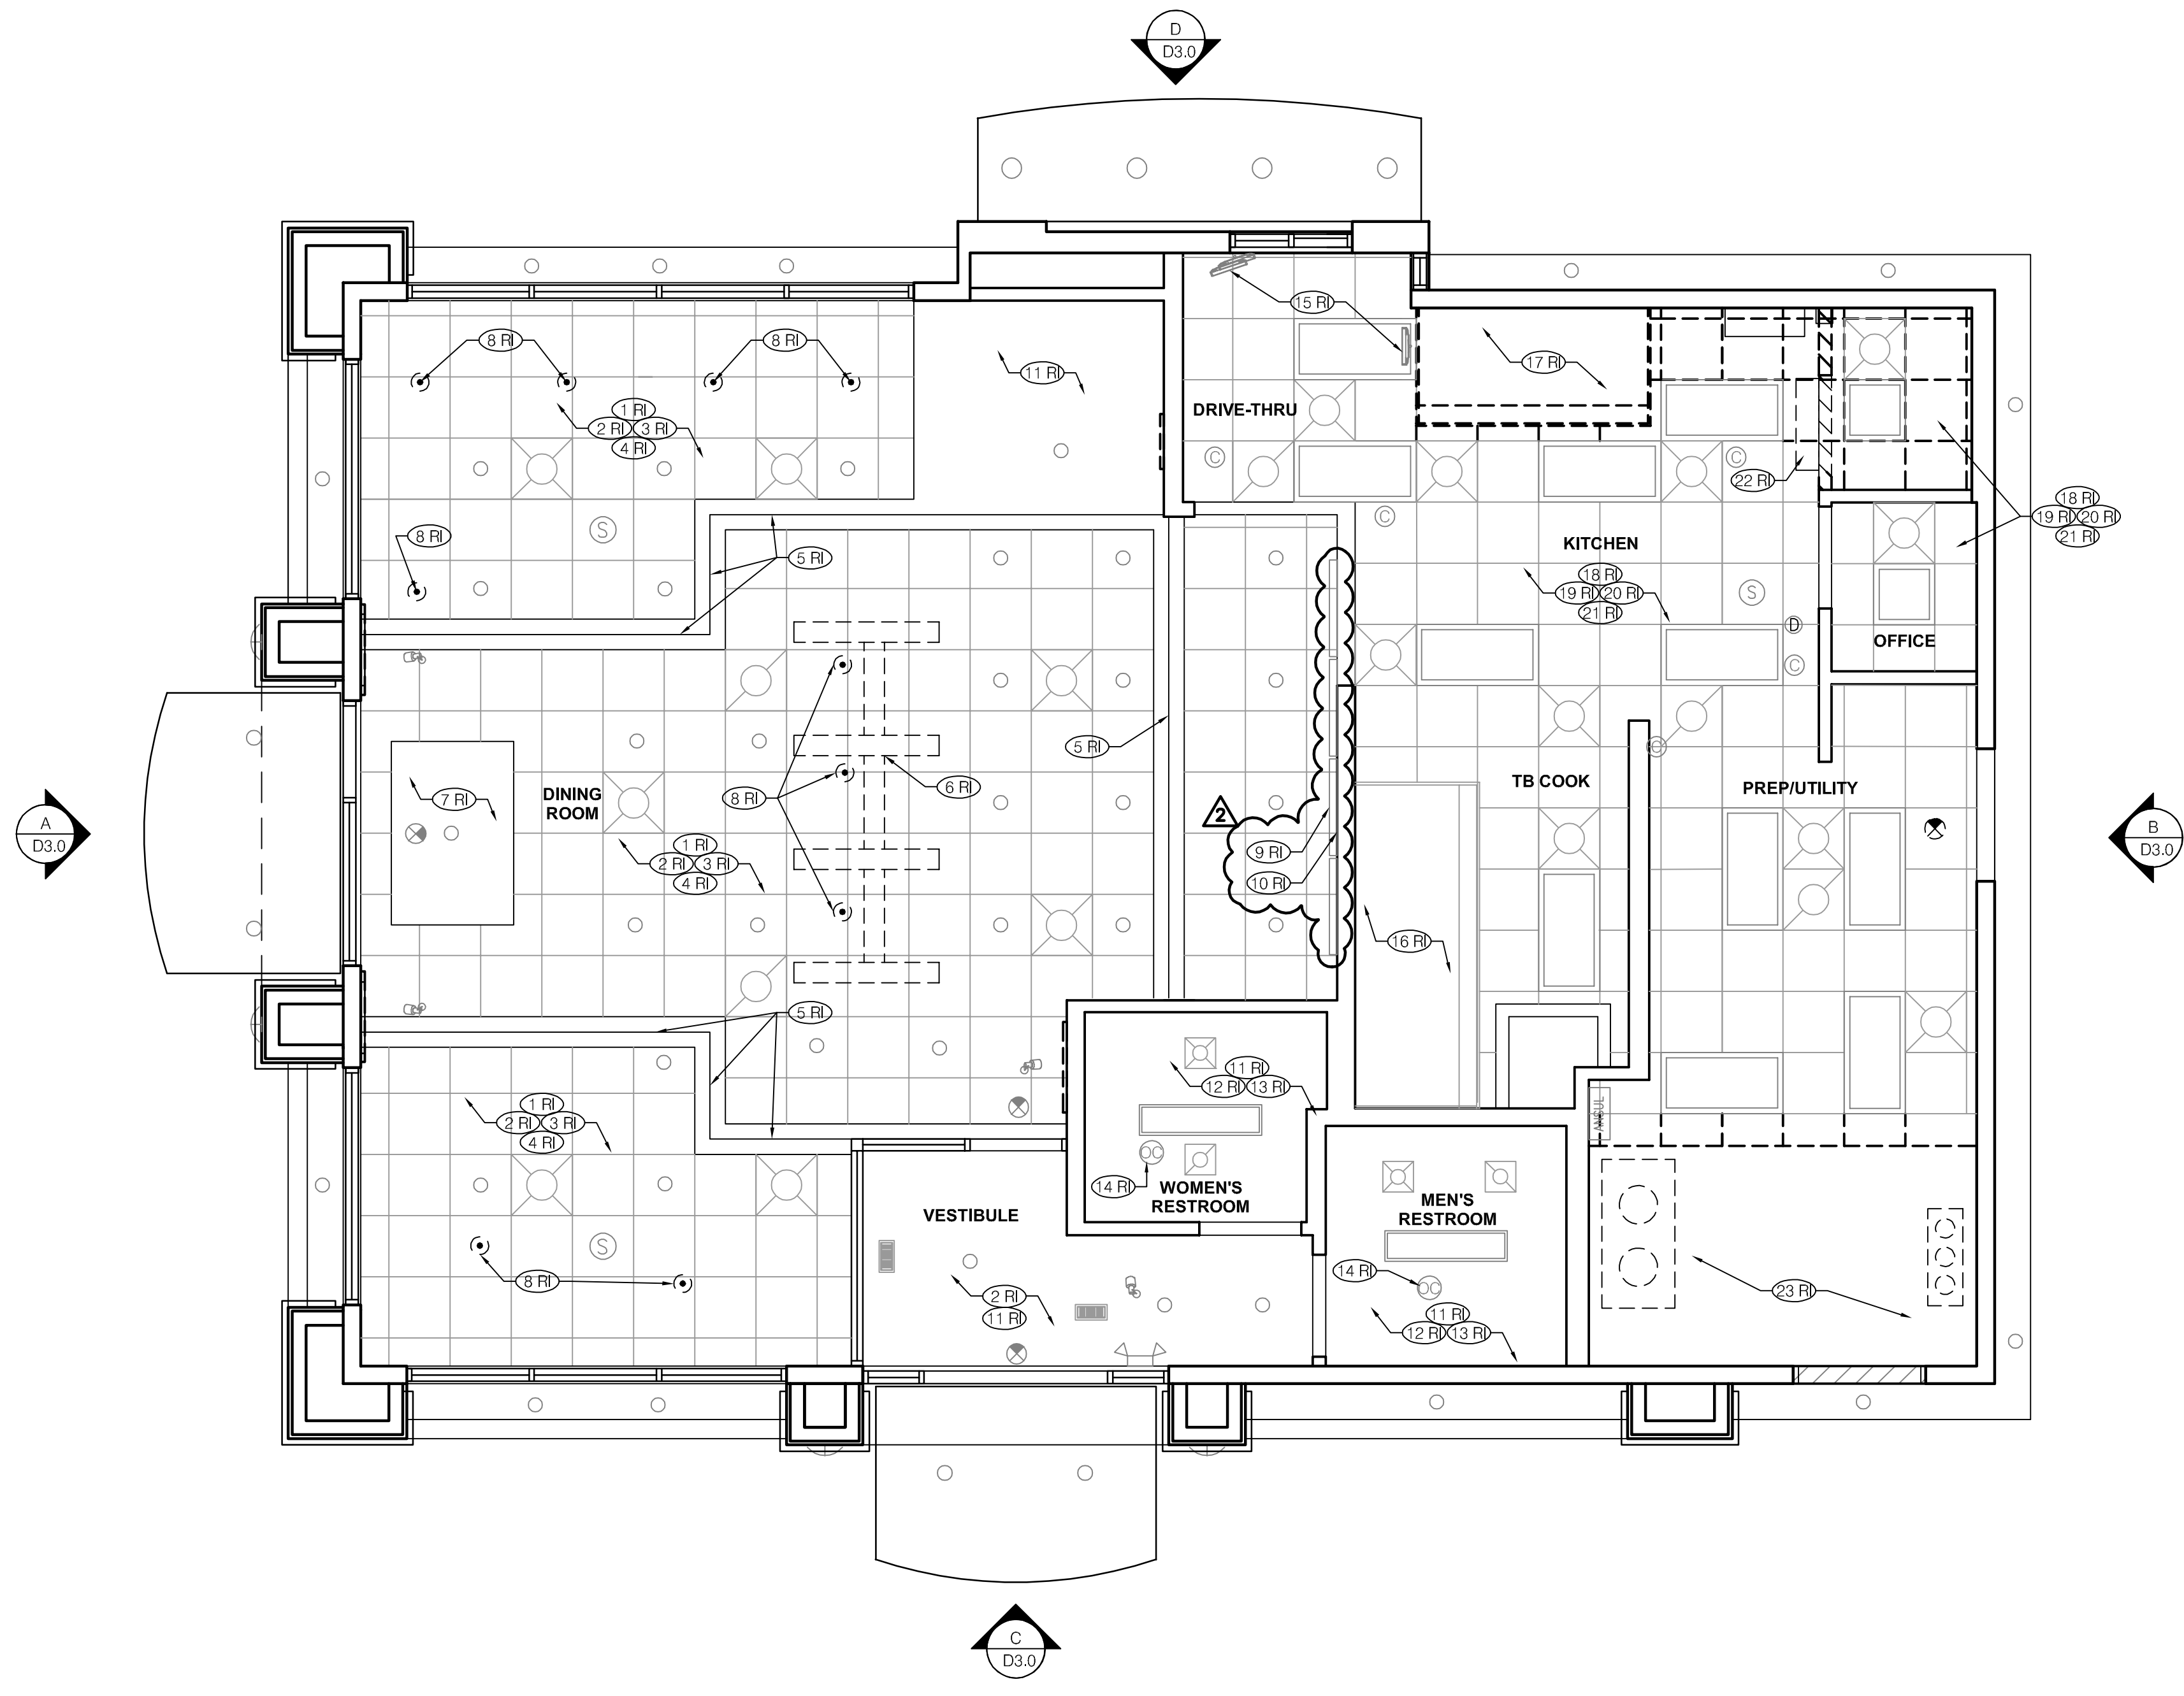 D
D3.0
15 RI
8 RI
8 RI
17 RI
11 RI
1 RI
2 RI
3 RI
4 RI
DRIVE-THRU
C
C
22 RI
18 RI
19 RI
20 RI
21 RI
C
S
8 RI
KITCHEN
5 RI
18 RI
19 RI
20 RI
21 RI
S
D
OFFICE
C
5 RI
C
TB COOK
PREP/UTILITY
6 RI
7 RI
DINING
ROOM
8 RI
2
A
D3.0
B
D3.0
1 RI
2 RI
3 RI
4 RI
9 RI
10 RI
16 RI
5 RI
11 RI
12 RI
13 RI
1 RI
2 RI
3 RI
4 RI
ANSUL
OC
14 RI
WOMEN'S
RESTROOM
MEN'S
RESTROOM
VESTIBULE
S
8 RI
14 RI
OC
2 RI
11 RI
23 RI
11 RI
12 RI
13 RI
C
D3.0